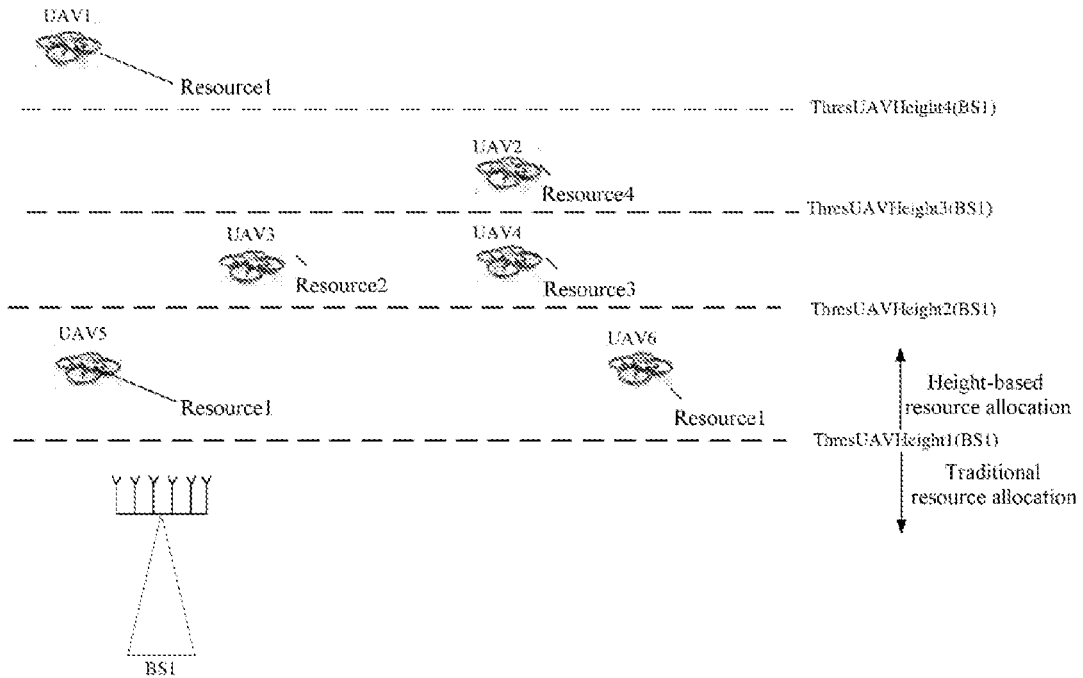 UAV1
Resource1
ThresUAVHeight4(BS1)
UAV2
Resource4
ThresUAVHeight3(BS1)
UAV3
Resource2
UAV4
Resource3
ThresUAVHeight2(BS1)
UAV5
Resource1
UAV6
Resource1
Height-based
resource allocation
ThresUAVHeight1(BS1)
Traditional
resource allocation
BS1